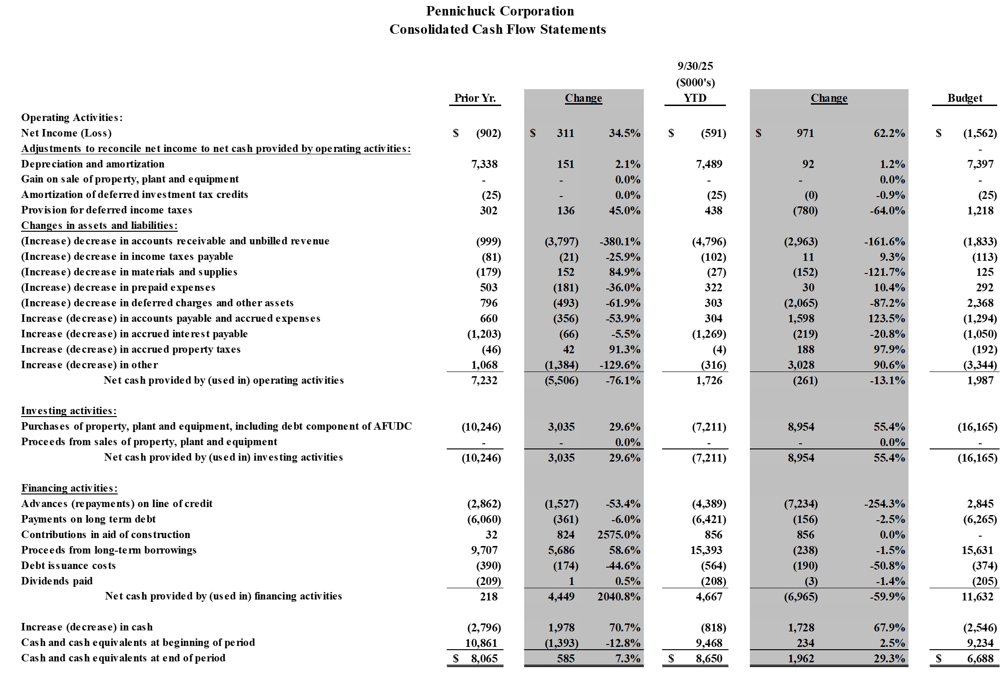 Pennichuck Corporation
Consolidated Cash Flow Statements
9/30/25
($000's)
Prior Yr. Change YTD Change Budget
Operating Activities:
Net Income (Loss) $ (902) $ 311 34.5% $ (591) $ 971 62.2% $ (1,562)
Adjustments to reconcile net income to net cash provided by operating activities: -
Depreciation and amortization 7,338 151 2.1% 7,489 92 1.2% 7,397
Gain on sale of property, plant and equipment - - 0.0% - - 0.0% -
Amortization of deferred investment tax credits (25) - 0.0% (25) (0) -0.9% (25)
Provision for deferred income taxes 302 136 45.0% 438 (780) -64.0% 1,218
Changes in assets and liabilities:
(Increase) decrease in accounts receivable and unbilled revenue (999) (3,797) -380.1% (4,796) (2,963) -161.6% (1,833)
(Increase) decrease in income taxes payable (81) (21) -25.9% (102) 11 9.3% (113)
(Increase) decrease in materials and supplies (179) 152 84.9% (27) (152) -121.7% 125
(Increase) decrease in prepaid expenses 503 (181) -36.0% 322 30 10.4% 292
(Increase) decrease in deferred charges and other assets 796 (493) -61.9% 303 (2,065) -87.2% 2,368
Increase (decrease) in accounts payable and accrued expenses 660 (356) -53.9% 304 1,598 123.5% (1,294)
Increase (decrease) in accrued interest payable (1,203) (66) -5.5% (1,269) (219) -20.8% (1,050)
Increase (decrease) in accrued property taxes (46) 42 91.3% (4) 188 97.9% (192)
Increase (decrease) in other 1,068 (1,384) -129.6% (316) 3,028 90.6% (3,344)
Net cash provided by (used in) operating activities 7,232 (5,506) -76.1% 1,726 (261) -13.1% 1,987
Investing activities:
Purchases of property, plant and equipment, including debt component of AFUDC (10,246) 3,035 29.6% (7,211) 8,954 55.4% (16,165)
Proceeds from sales of property, plant and equipment - - 0.0% - - 0.0% -
Net cash provided by (used in) investing activities (10,246) 3,035 29.6% (7,211) 8,954 55.4% (16,165)
Financing activities:
Advances (repayments) on line of credit (2,862) (1,527) -53.4% (4,389) (7,234) -254.3% 2,845
Payments on long term debt (6,060) (361) -6.0% (6,421) (156) -2.5% (6,265)
Contributions in aid of construction 32 824 2575.0% 856 856 0.0% -
Proceeds from long-term borrowings 9,707 5,686 58.6% 15,393 (238) -1.5% 15,631
Debt issuance costs (390) (174) -44.6% (564) (190) -50.8% (374)
Dividends paid (209) 1 0.5% (208) (3) -1.4% (205)
Net cash provided by (used in) financing activities 218 4,449 2040.8% 4,667 (6,965) -59.9% 11,632
Increase (decrease) in cash (2,796) 1,978 70.7% (818) 1,728 67.9% (2,546)
Cash and cash equivalents at beginning of period 10,861 (1,393) -12.8% 9,468 234 2.5% 9,234
Cash and cash equivalents at end of period $ 8,065 585 7.3% $ 8,650 1,962 29.3% $ 6,688